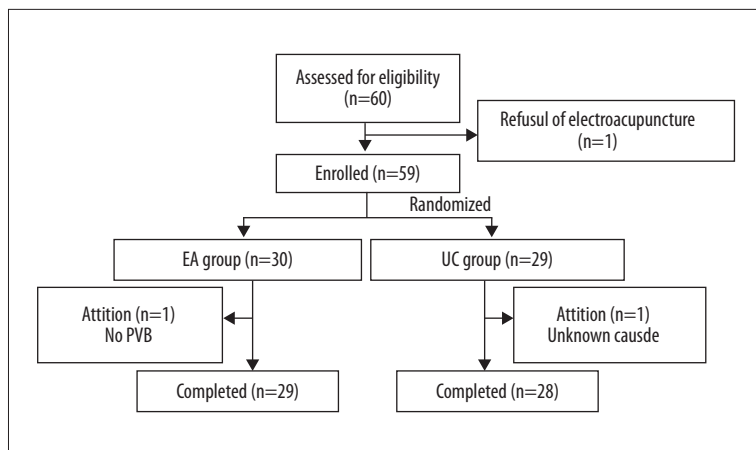 Assessed for eligibility
(n=60)
Refusul of electroacupuncture
(n=1)
Enrolled (n=59)
Randomized
EA group (n=30)
UC group (n=29)
Attition (n=1)
No PVB
Attition (n=1)
Unknown causde
Completed (n=29)
Completed (n=28)